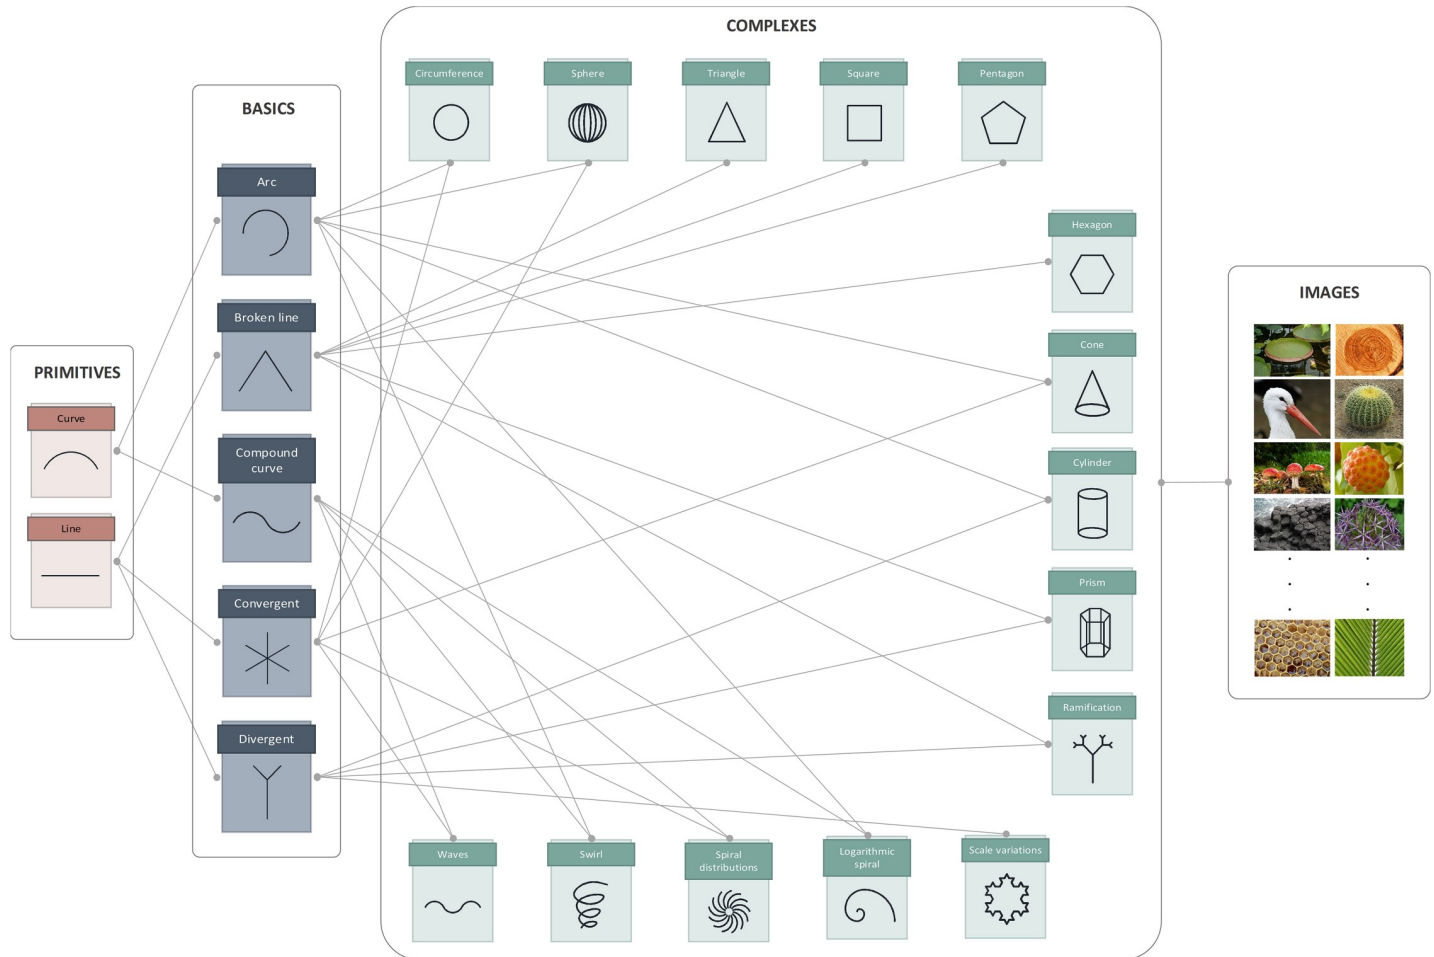 COMPLEXES
Circumference
Sphere
Triangle
Square
Pentagon
BASICS
Arc
Broken line
Compound
curve
Convergent
Divergent
PRIMITIVES
Curve
Line
Hexagon
Cone
Cylinder
Prism
Ramification
Waves
Swirl
Spiral
distributions
Logarithmic
spiral
Scale variations
IMAGES